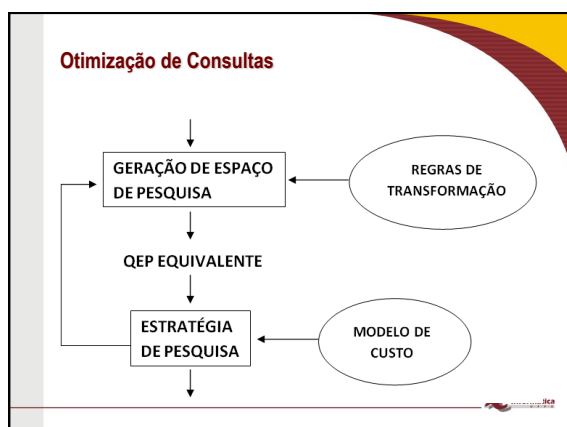 Otimização de Consultas
GERAÇÃO DE ESPAÇO
DE PESQUISA
REGRAS DE
TRANSFORMAÇÃO
QEP EQUIVALENTE
ESTRATÉGIA
DE PESQUISA
MODELO DE
CUSTO